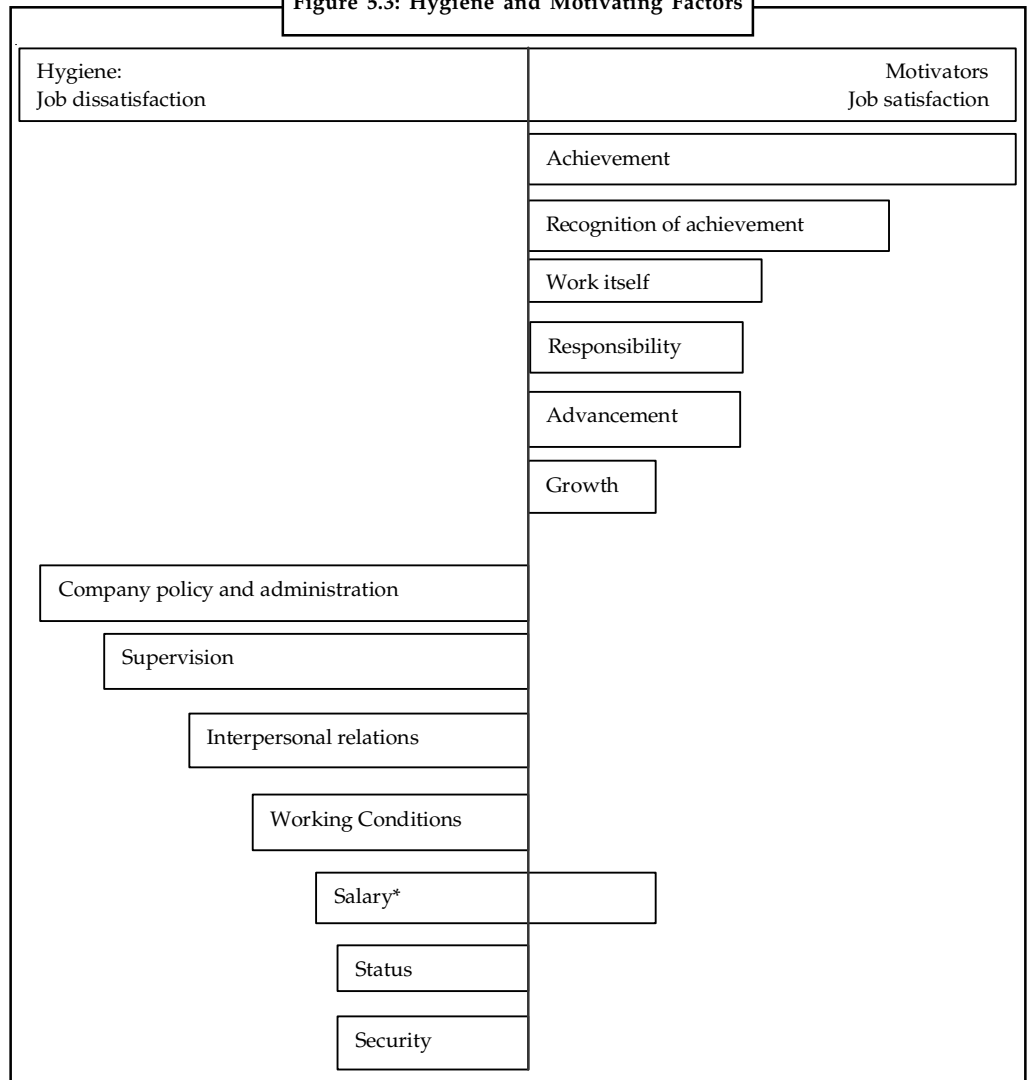 Figure 5.3: Hygiene and Motivating Factors
Hygiene:
Job dissatisfaction
Motivators
Job satisfaction
Achievement
Recognition of achievement
Work itself
Responsibility
Advancement
Growth
Company policy and administration
Supervision
Interpersonal relations
Working Conditions
Salary*
Status
Security